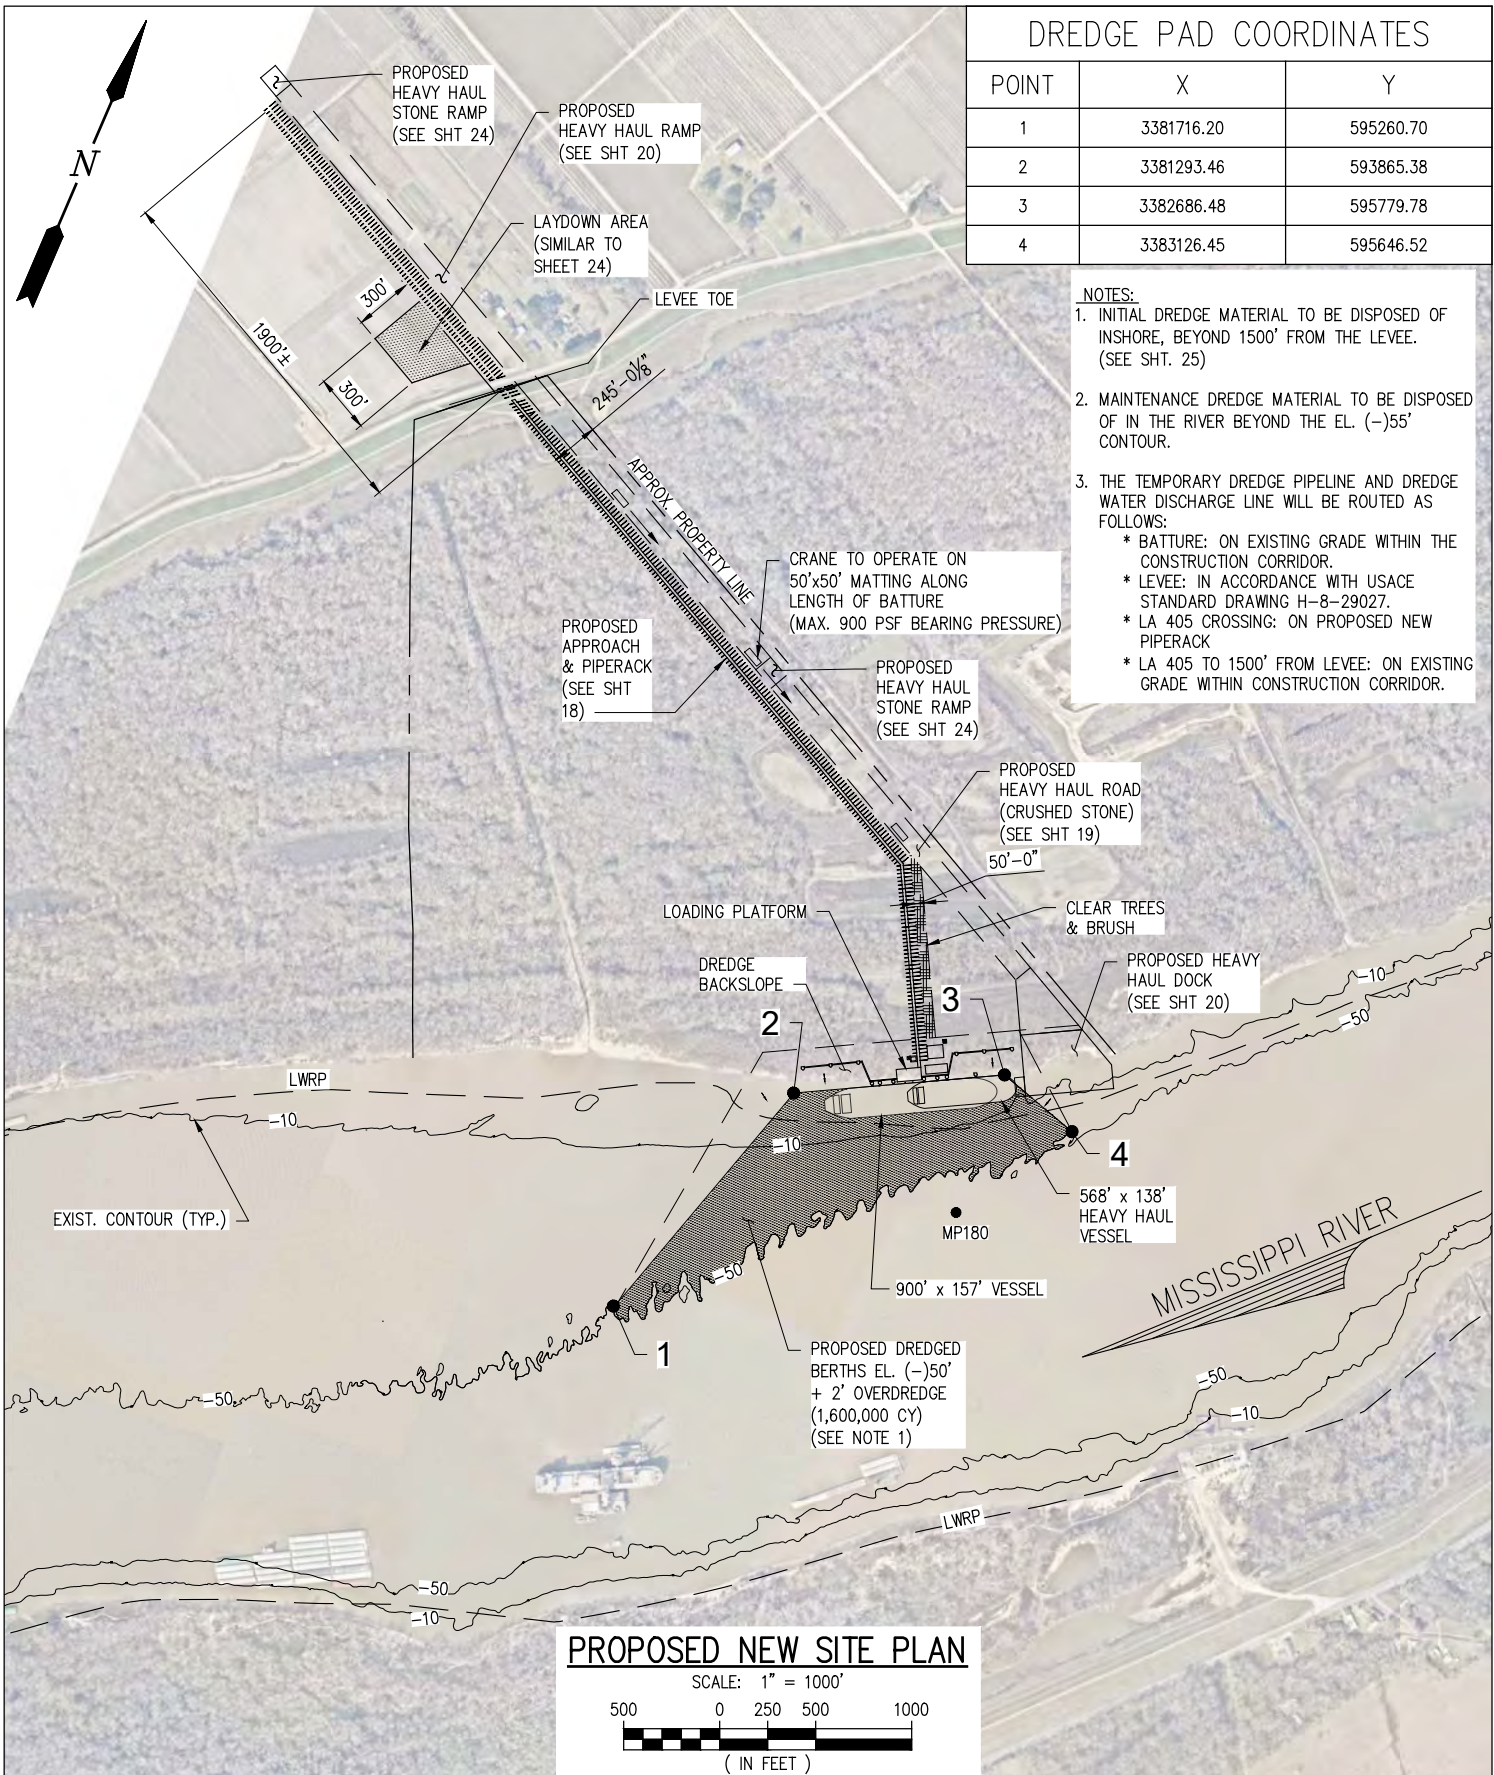 DREDGE PAD COORDINATES
POINT X Y
1 3381716.20 595260.70
2 3381293.46 593865.38
3 3382686.48 595779.78
4 3383126.45 595646.52
NOTES:
1. INITIAL DREDGE MATERIAL TO BE DISPOSED OF
INSHORE, BEYOND 1500' FROM THE LEVEE.
(SEE SHT. 25)
2. MAINTENANCE DREDGE MATERIAL TO BE DISPOSED
OF IN THE RIVER BEYOND THE EL. (-)55'
CONTOUR.
3. THE TEMPORARY DREDGE PIPELINE AND DREDGE
WATER DISCHARGE LINE WILL BE ROUTED AS
FOLLOWS:
* BATTURE: ON EXISTING GRADE WITHIN THE
CONSTRUCTION CORRIDOR.
* LEVEE: IN ACCORDANCE WITH USACE
STANDARD DRAWING H-8-29027.
* LA 405 CROSSING: ON PROPOSED NEW
PIPERACK
* LA 405 TO 1500' FROM LEVEE: ON EXISTING
GRADE WITHIN CONSTRUCTION CORRIDOR.
N
PROPOSED
HEAVY HAUL
STONE RAMP
(SEE SHT 24)
PROPOSED
HEAVY HAUL RAMP
(SEE SHT 20)
LAYDOWN AREA
(SIMILAR TO
SHEET 24)
LEVEE TOE
300'
1900'±
300'
245'-0⅛"
APPROX. PROPERTY LINE
CRANE TO OPERATE ON
50'x50' MATTING ALONG
LENGTH OF BATTURE
(MAX. 900 PSF BEARING PRESSURE)
PROPOSED
APPROACH
& PIPERACK
(SEE SHT
18)
PROPOSED
HEAVY HAUL
STONE RAMP
(SEE SHT 24)
PROPOSED
HEAVY HAUL ROAD
(CRUSHED STONE)
(SEE SHT 19)
50'-0"
LOADING PLATFORM
CLEAR TREES
& BRUSH
DREDGE
BACKSLOPE
PROPOSED HEAVY
HAUL DOCK
(SEE SHT 20)
2
3
-10
-50
LWRP
-10
-10
4
EXIST. CONTOUR (TYP.)
568' x 138'
HEAVY HAUL
VESSEL
MP180
MISSISSIPPI RIVER
-50
900' x 157' VESSEL
1
PROPOSED DREDGED
BERTHS EL. (-)50'
+ 2' OVERDREDGE
(1,600,000 CY)
(SEE NOTE 1)
-50
-50
-10
LWRP
-50
-10
PROPOSED NEW SITE PLAN
SCALE: 1" = 1000'
500 0 250 500 1000
( IN FEET )